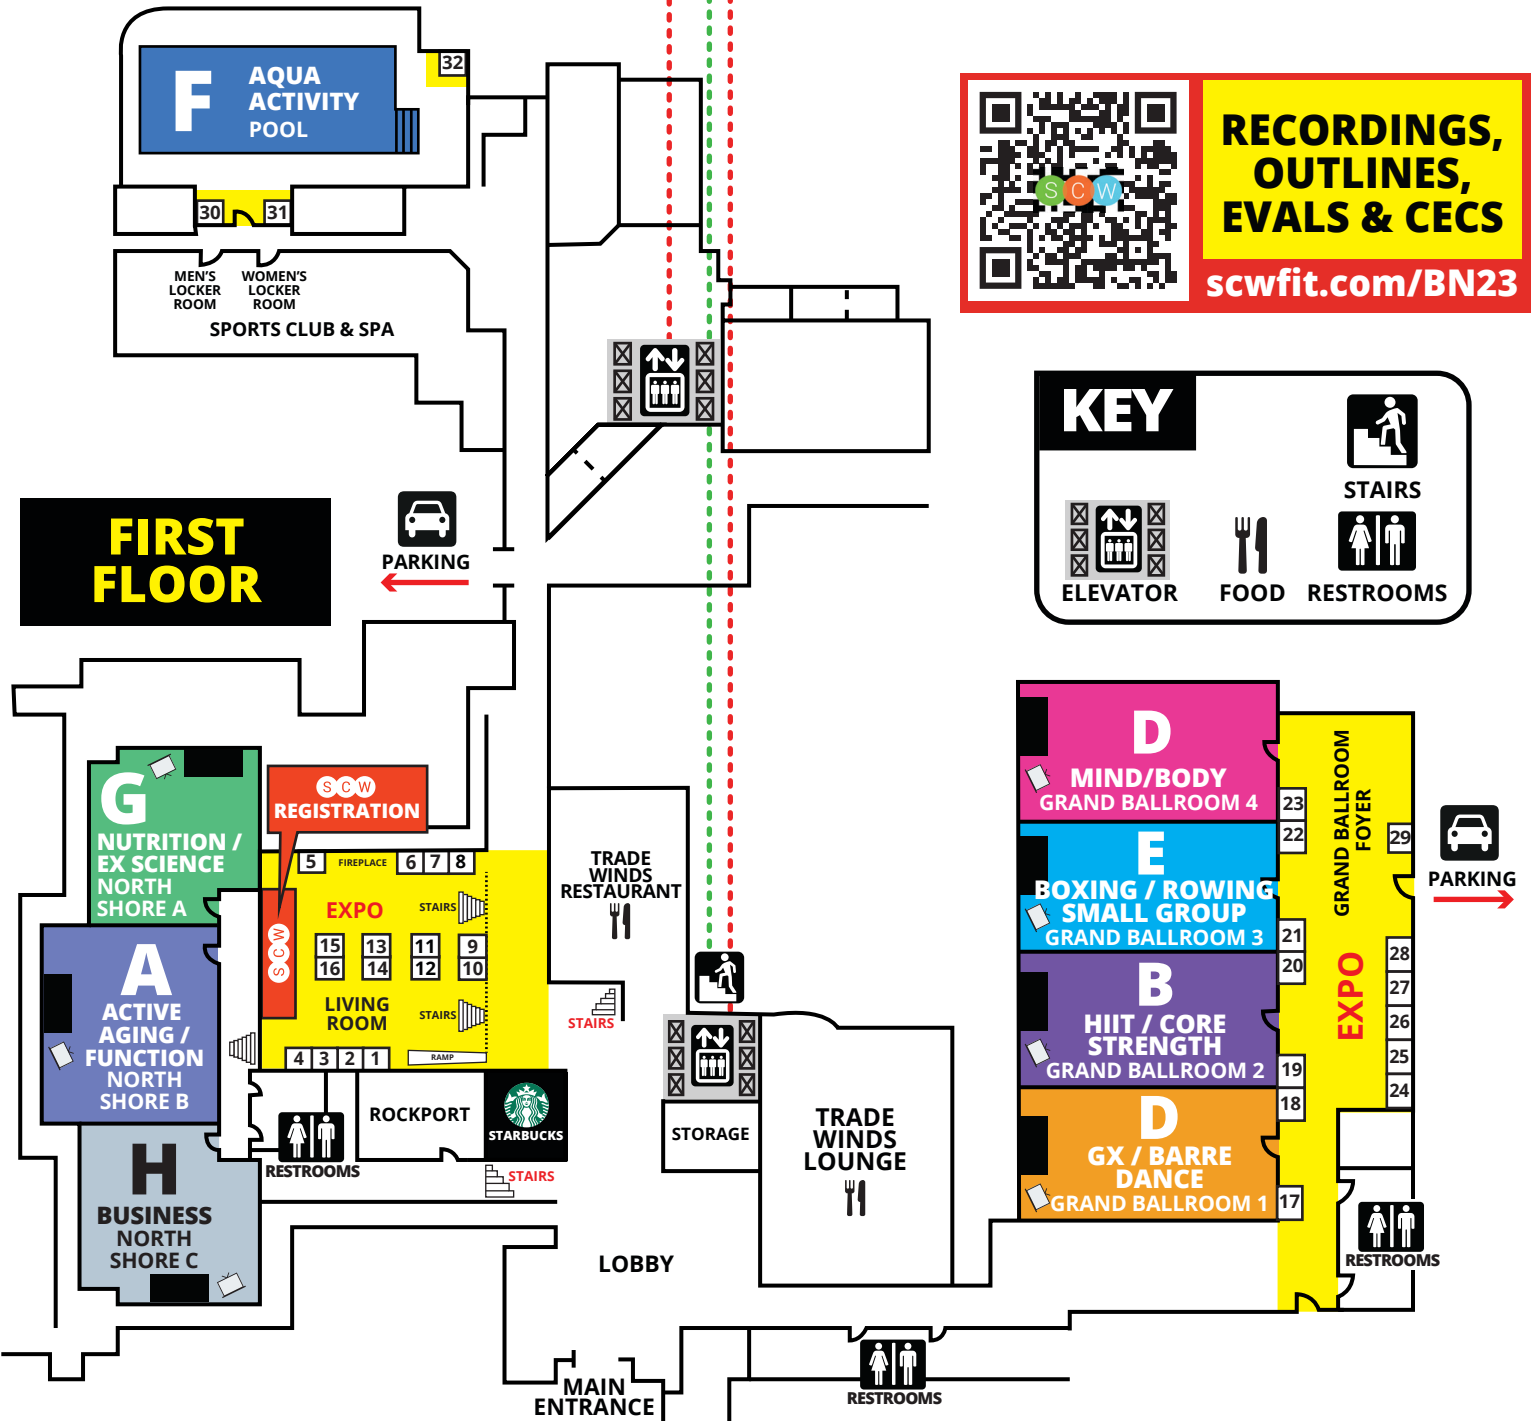 F
AQUA
ACTIVITY
POOL
32
30
31
MEN'S
LOCKER
ROOM
WOMEN'S
LOCKER
ROOM
SPORTS CLUB & SPA
SCW
RECORDINGS,
OUTLINES,
EVALS & CECS
scwfit.com/BN23
KEY
STAIRS
ELEVATOR
FOOD
RESTROOMS
FIRST
FLOOR
PARKING
G
NUTRITION /
EX SCIENCE
NORTH
SHORE A
SCW
REGISTRATION
5
FIREPLACE
6
7
8
EXPO
STAIRS
SCW
15
13
11
9
16
14
12
10
LIVING
ROOM
STAIRS
4
3
2
1
RAMP
A
ACTIVE
AGING /
FUNCTION
NORTH
SHORE B
H
BUSINESS
NORTH
SHORE C
RESTROOMS
ROCKPORT
STARBUCKS
STAIRS
TRADE
WINDS
RESTAURANT
STAIRS
STORAGE
TRADE
WINDS
LOUNGE
LOBBY
MAIN
ENTRANCE
RESTROOMS
D
MIND/BODY
GRAND BALLROOM 4
E
BOXING / ROWING
SMALL GROUP
GRAND BALLROOM 3
B
HIIT / CORE
STRENGTH
GRAND BALLROOM 2
D
GX / BARRE
DANCE
GRAND BALLROOM 1
23
22
21
20
19
18
17
GRAND BALLROOM
FOYER
EXPO
29
28
27
26
25
24
PARKING
RESTROOMS